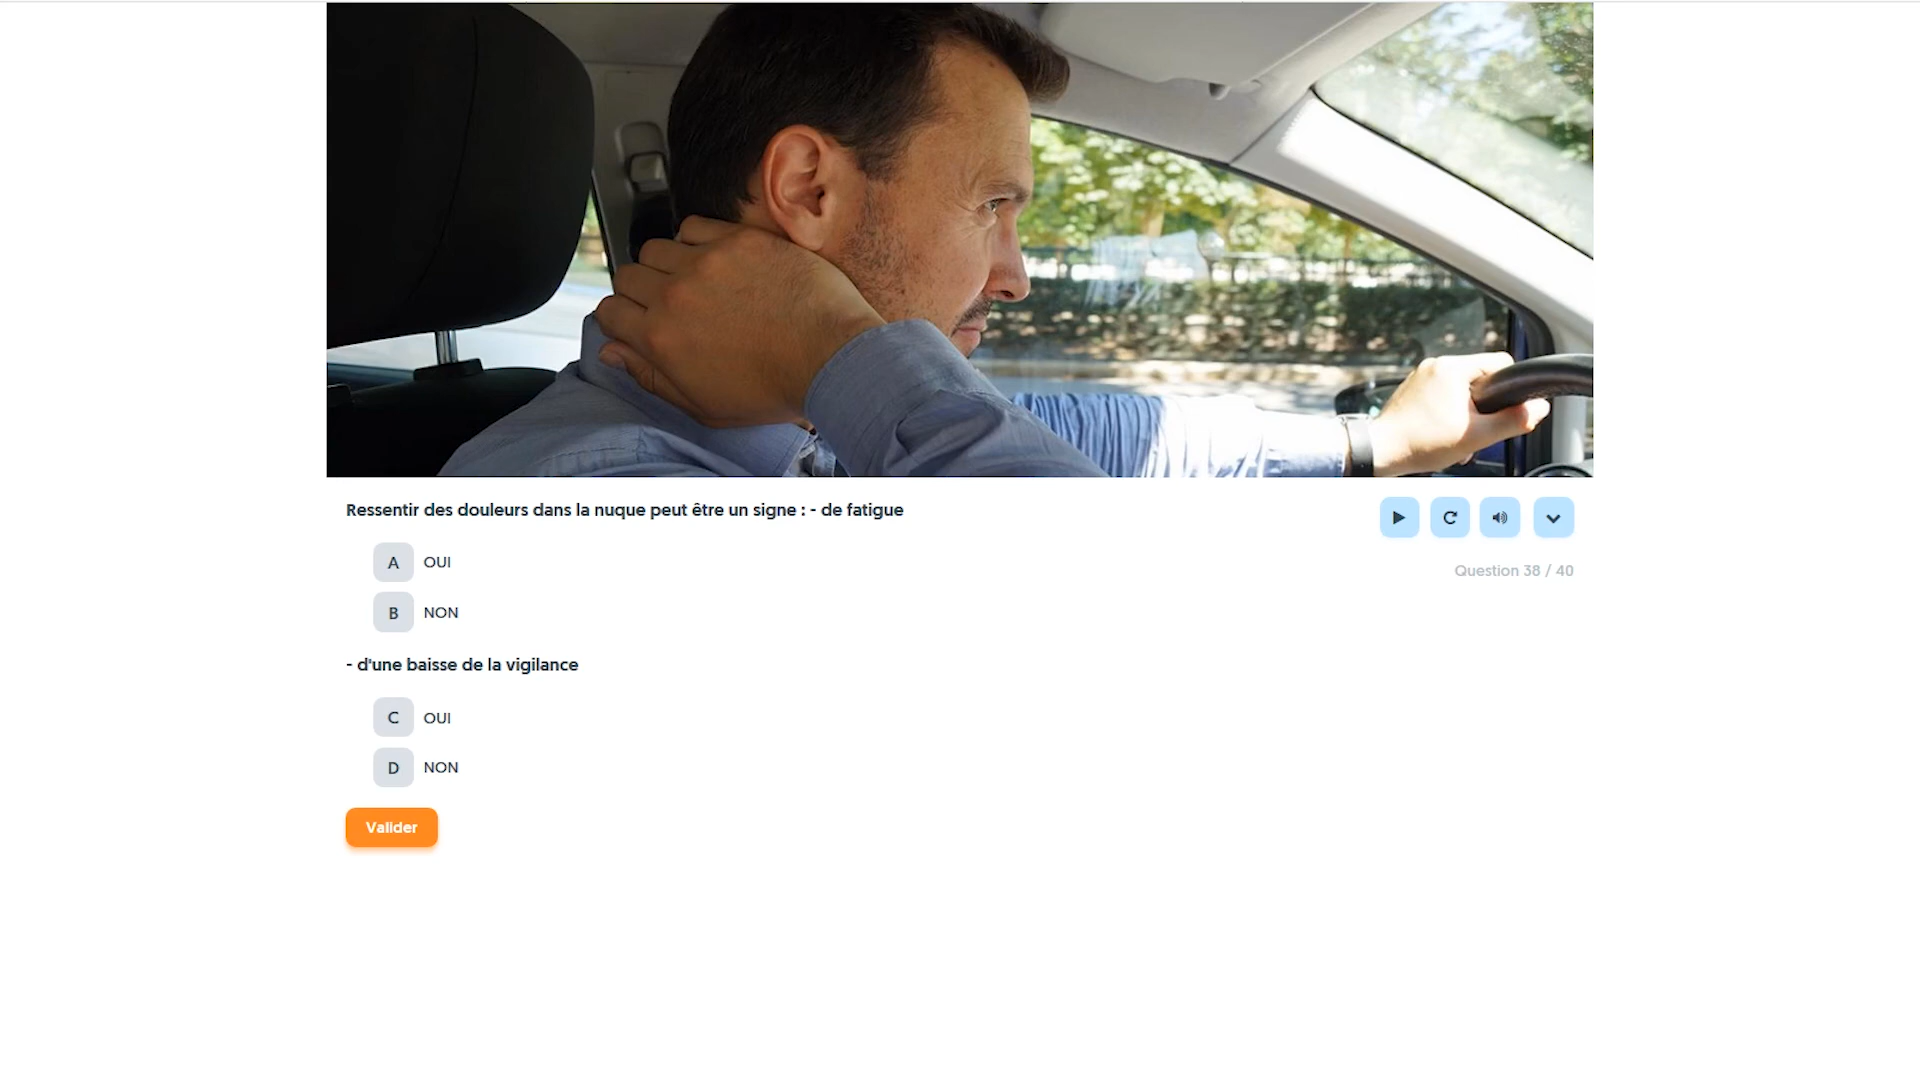 Ressentir des douleurs dans la nuque peut être un signe : - de fatigue
A OUI
B NON
Question 38 / 40
- d'une baisse de la vigilance
C OUI
D NON
Valider